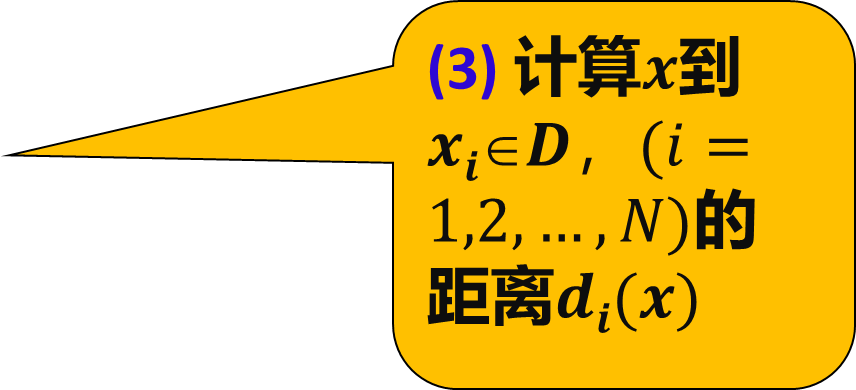 (3) 计算x到
xᵢ∈D，(i =
1,2, … , N)的
距离dᵢ(x)